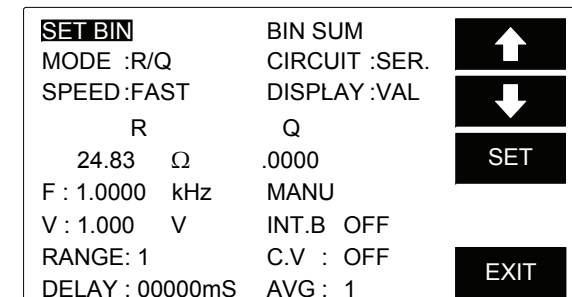 SET BIN BIN SUM
MODE :R/Q CIRCUIT :SER.
SPEED:FAST DISPLAY :VAL
R Q
24.83 Ω .0000 SET
F : 1.0000 kHz MANU
V : 1.000 V INT.B OFF
RANGE: 1 C.V : OFF
DELAY : 00000mS AVG : 1
EXIT